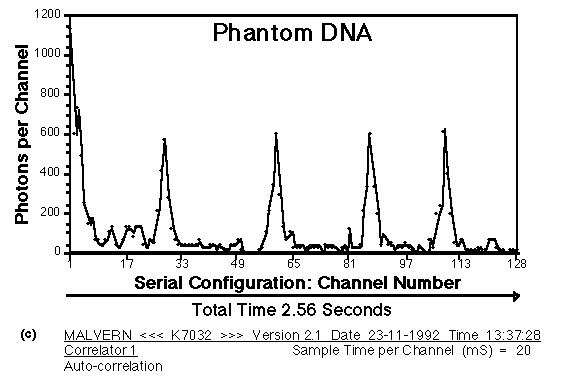 Phantom DNA
Photons per Channel
1200
1000
800
600
400
200
0
1 17 33 49 65 81 97 113 128
Serial Configuration: Channel Number
Total Time 2.56 Seconds
(c) MALVERN <<< K7032 >>> Version 2.1 Date 23-11-1992 Time 13:37:28
Correlator 1 Sample Time per Channel (mS) = 20
Auto-correlation